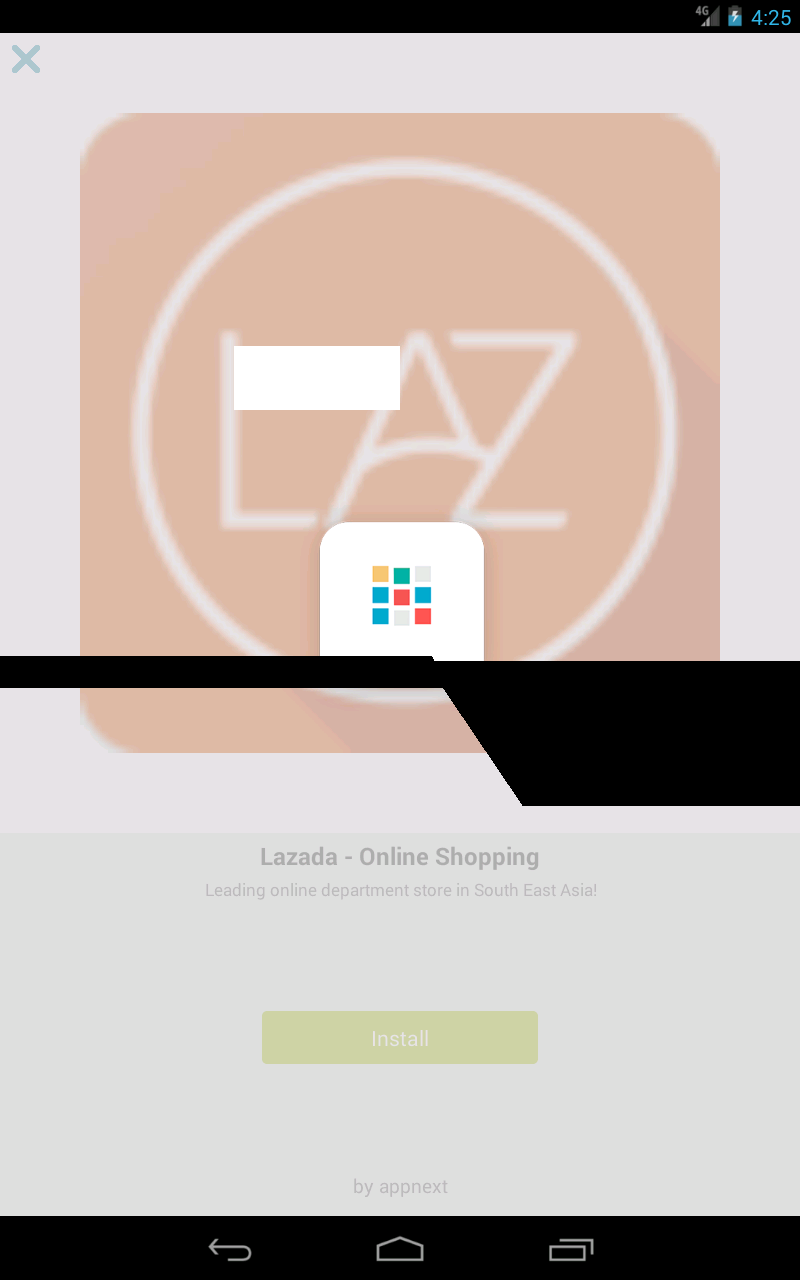 4G 4:25
LAZ
Lazada - Online Shopping
Leading online department store in South East Asia!
Install
by appnext